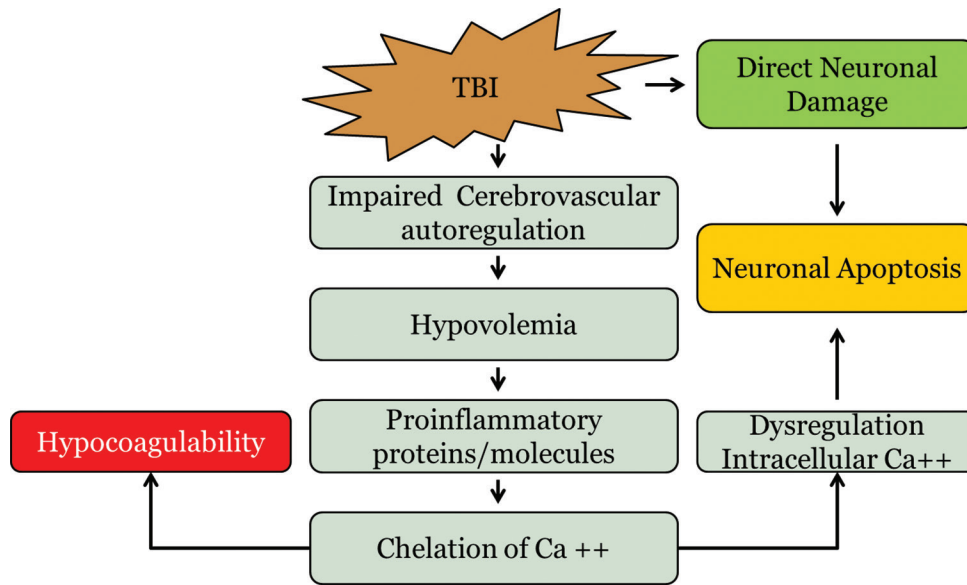 TBI
Direct Neuronal
Damage
Impaired Cerebrovascular
autoregulation
Neuronal Apoptosis
Hypovolemia
Hypocoagulability
Proinflammatory
proteins/molecules
Dysregulation
Intracellular Ca++
Chelation of Ca ++